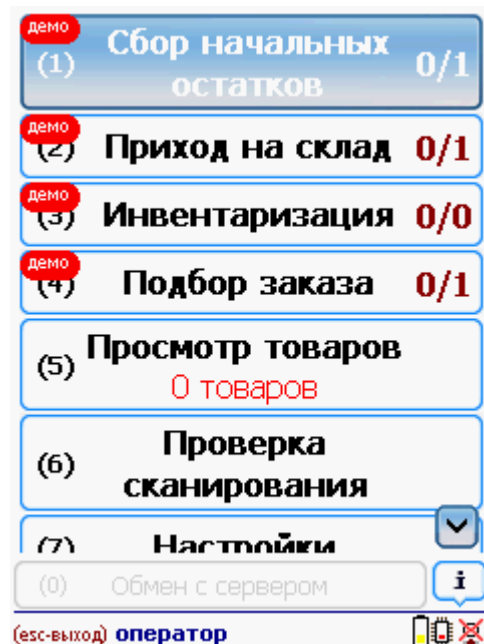 демо
(1) Сбор начальных 0/1
остатков
демо
(2) Приход на склад 0/1
демо
(3) Инвентаризация 0/0
демо
(4) Подбор заказа 0/1
(5) Просмотр товаров
0 товаров
(6) Проверка
сканирования
(7) Настройки
(0) Обмен с сервером i
(esc-выход) оператор